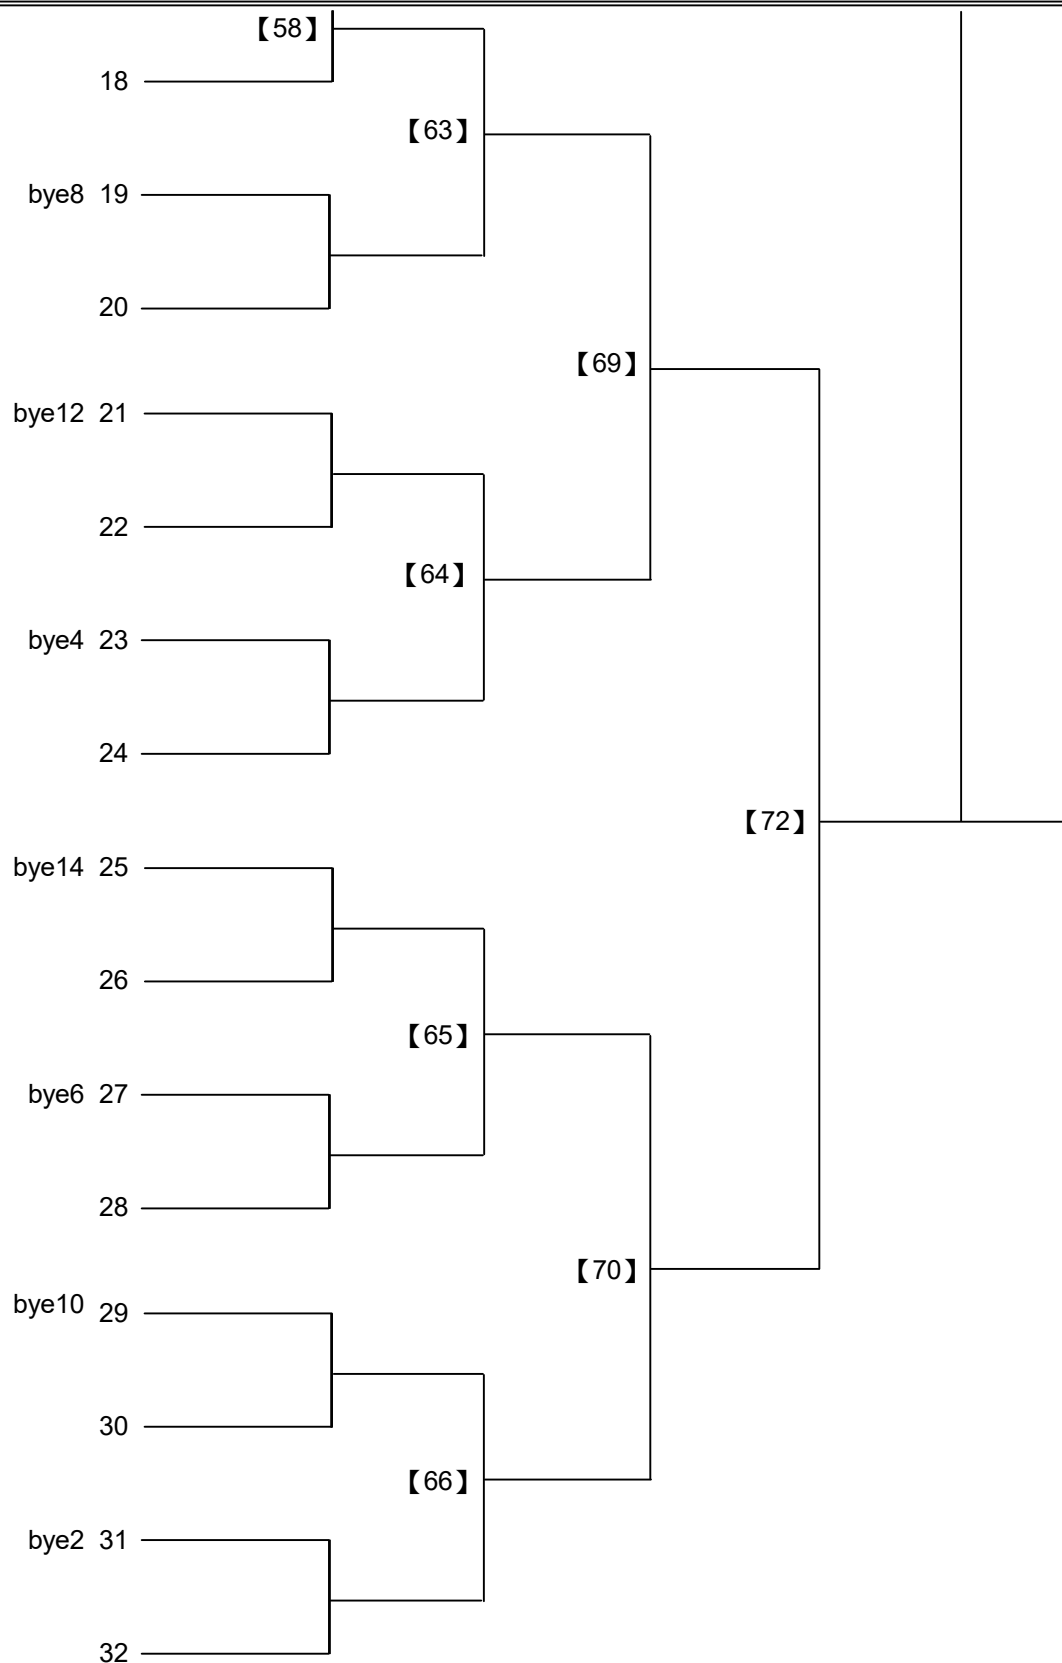 【58】
18
【63】
bye8 19
20
【69】
bye12 21
22
【64】
bye4 23
24
【72】
bye14 25
26
【65】
bye6 27
28
【70】
bye10 29
30
【66】
bye2 31
32